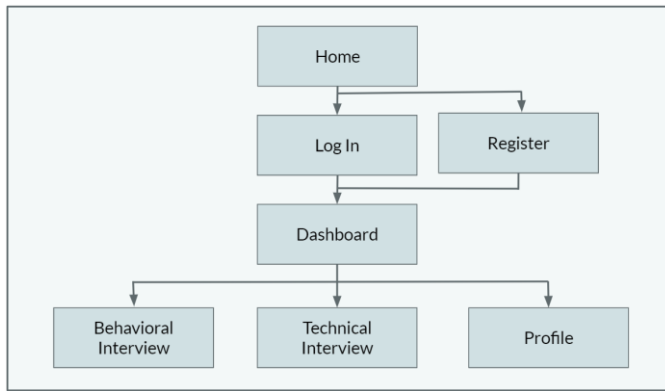 Home
Log In
Register
Dashboard
Behavioral
Interview
Technical
Interview
Profile